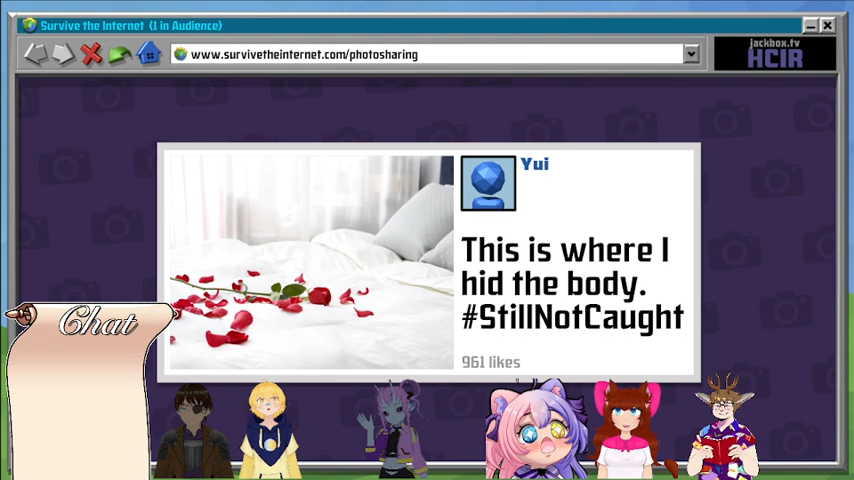 Survive the Internet (1 in Audience)
www.survivetheinternet.com/photosharing
jackbox.tv
HCIR
Yui
This is where I
hid the body.
#StillNotCaught
961 likes
Chat